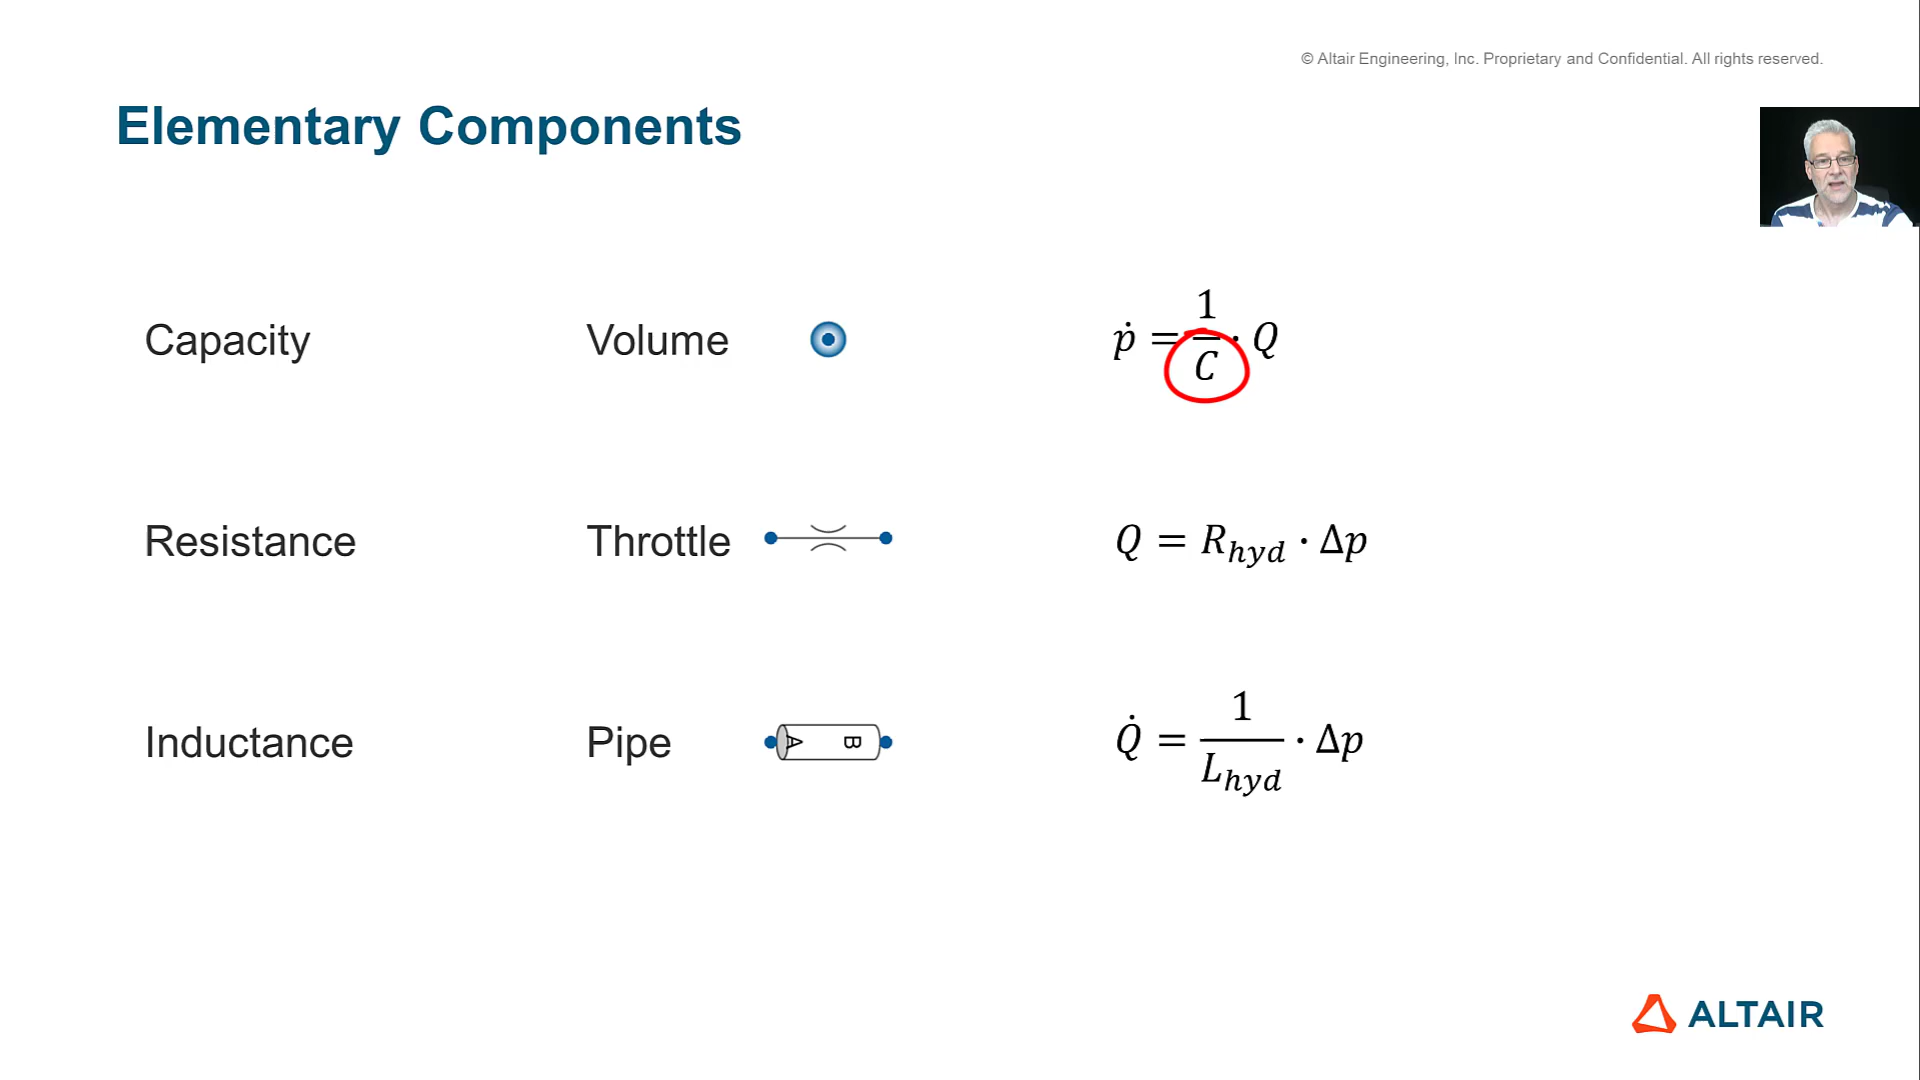 © Altair Engineering, Inc. Proprietary and Confidential. All rights reserved.
Elementary Components
Capacity Volume ṗ = 1/C · Q
Resistance Throttle Q = R_hyd · Δp
Inductance Pipe A B Q̇ = 1/L_hyd · Δp
ALTAIR